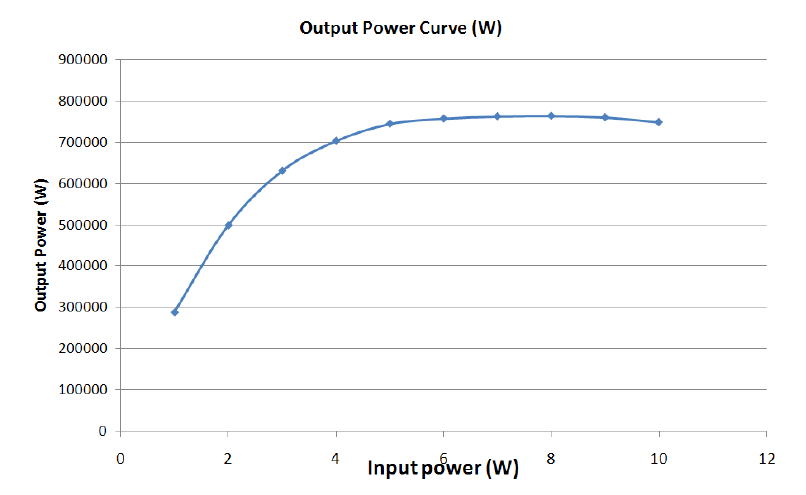 Output Power Curve (W)
900000
800000
700000
600000
500000
400000
300000
200000
100000
0
Output Power (W)
0 2 4 6 8 10 12
Input power (W)